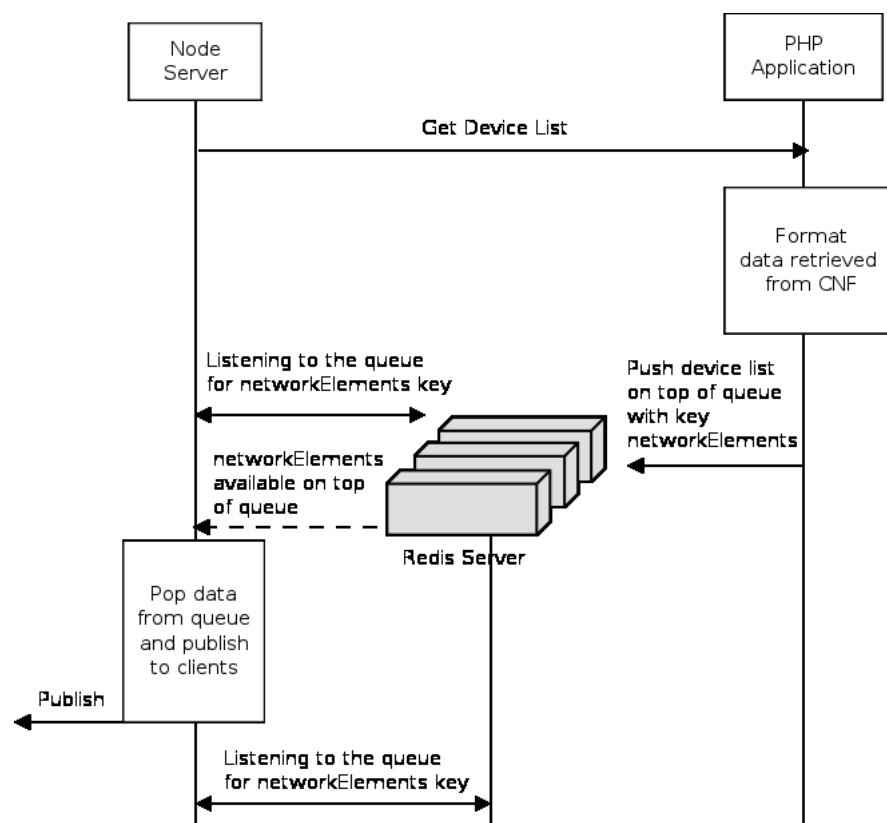 Node
Server
PHP
Application
Get Device List
Format
data retrieved
from CNF
Listening to the queue
for networkElements key
Push device list
on top of queue
with key
networkElements
networkElements
available on top
of queue
Redis Server
Pop data
from queue
and publish
to clients
Publish
Listening to the queue
for networkElements key